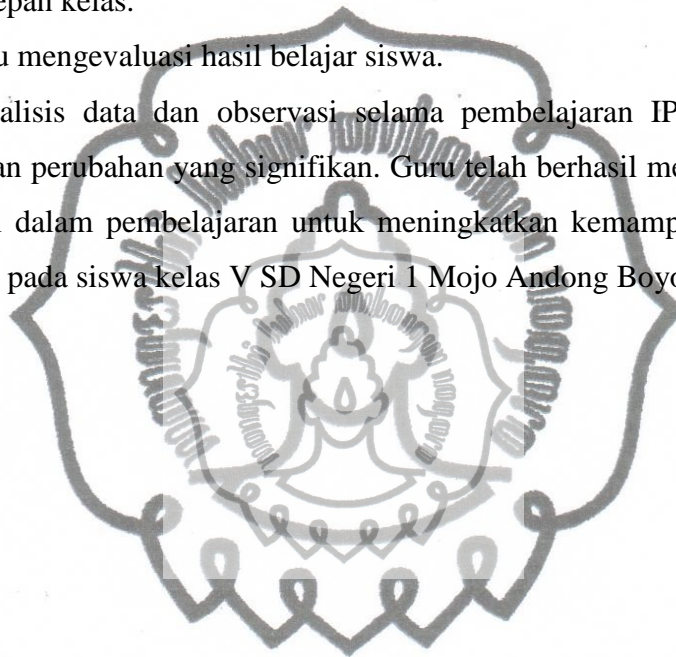 epan kelas.
u mengevaluasi hasil belajar siswa.
alisis data dan observasi selama pembelajaran IP
an perubahan yang signifikan. Guru telah berhasil me
dalam pembelajaran untuk meningkatkan kemamp
pada siswa kelas V SD Negeri 1 Mojo Andong Boyo